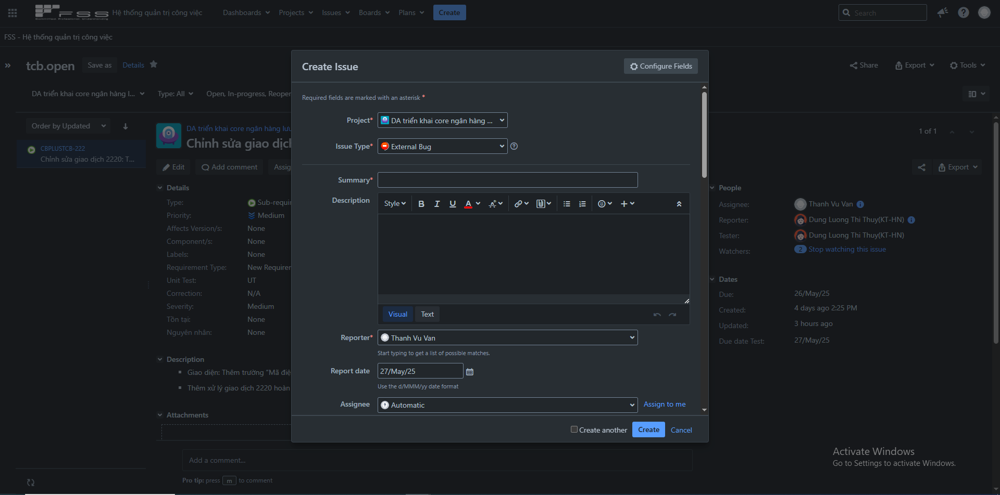 FSS
Committed. Professional. Understanding
Hệ thống quản trị công việc
Dashboards
Projects
Issues
Boards
Plans
Create
Search
FSS - Hệ thống quản trị công việc
tcb.open
Save as
Details
Share
Export
Tools
DA triển khai core ngân hàng l...
Type: All
Open, In-progress, Reopen
Order by Updated
CBPLUSTCB-222
Chỉnh sửa giao dịch 2220: T...
DA triển khai core ngân hàng lưu
Chỉnh sửa giao dịch
1 of 1
Edit
Add comment
Assig
Export
Details
Type:
Sub-requi
Priority:
Medium
Affects Version/s:
None
Component/s:
None
Labels:
None
Requirement Type:
New Requirem
Unit Test:
UT
Correction:
N/A
Severity:
Medium
Tồn tại:
None
Nguyên nhân:
None
Description
Giao diện: Thêm trường “Mã điệ
Thêm xử lý giao dịch 2220 hoàn
Attachments
Add a comment...
Pro tip: press m to comment
Create Issue
Configure Fields
Required fields are marked with an asterisk *
Project*
DA triển khai core ngân hàng ...
Issue Type*
External Bug
Summary*
Description
Style
B I U A
Visual
Text
Reporter*
Thanh Vu Van
Start typing to get a list of possible matches.
Report date
27/May/25
Use the d/MMM/yy date format
Assignee
Automatic
Assign to me
Create another
Create
Cancel
People
Assignee:
Thanh Vu Van
Reporter:
Dung Luong Thi Thuy(KT-HN)
Tester:
Dung Luong Thi Thuy(KT-HN)
Watchers:
2 Stop watching this issue
Dates
Due:
26/May/25
Created:
4 days ago 2:25 PM
Updated:
3 hours ago
Due date Test:
27/May/25
Activate Windows
Go to Settings to activate Windows.